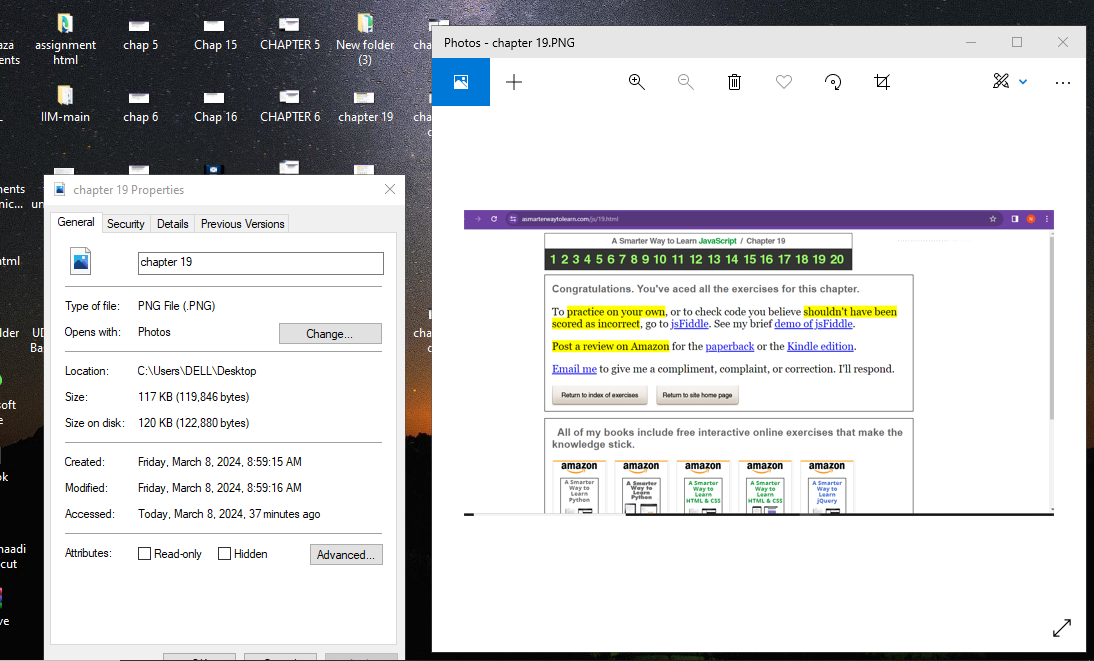 aza
ents
assignment
html
chap 5
Chap 15
CHAPTER 5
New folder
(3)
cha
IIM-main
chap 6
Chap 16
CHAPTER 6
chapter 19
cha
Photos - chapter 19.PNG
chapter 19 Properties
General
Security
Details
Previous Versions
chapter 19
Type of file:
PNG File (.PNG)
Opens with:
Photos
Change...
Location:
C:\Users\DELL\Desktop
Size:
117 KB (119,846 bytes)
Size on disk:
120 KB (122,880 bytes)
Created:
Friday, March 8, 2024, 8:59:15 AM
Modified:
Friday, March 8, 2024, 8:59:16 AM
Accessed:
Today, March 8, 2024, 37 minutes ago
Attributes:
Read-only
Hidden
Advanced...
asmarterwaytolearn.com/js/19.html
A Smarter Way to Learn JavaScript / Chapter 19
1 2 3 4 5 6 7 8 9 10 11 12 13 14 15 16 17 18 19 20
Congratulations. You've aced all the exercises for this chapter.
To practice on your own, or to check code you believe shouldn't have been
scored as incorrect, go to jsFiddle. See my brief demo of jsFiddle.
Post a review on Amazon for the paperback or the Kindle edition.
Email me to give me a compliment, complaint, or correction. I'll respond.
Return to index of exercises
Return to site home page
All of my books include free interactive online exercises that make the
knowledge stick.
amazon
A Smarter
Way to
Learn
Python
amazon
A Smarter
Way to
Learn
Python
amazon
A Smarter
Way to
Learn
HTML & CSS
amazon
A Smarter
Way to
Learn
HTML & CSS
amazon
A Smarter
Way to
Learn
jQuery